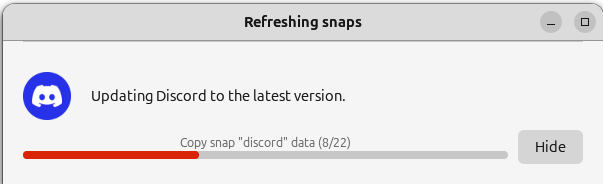 Refreshing snaps
Updating Discord to the latest version.
Copy snap "discord" data (8/22)
Hide